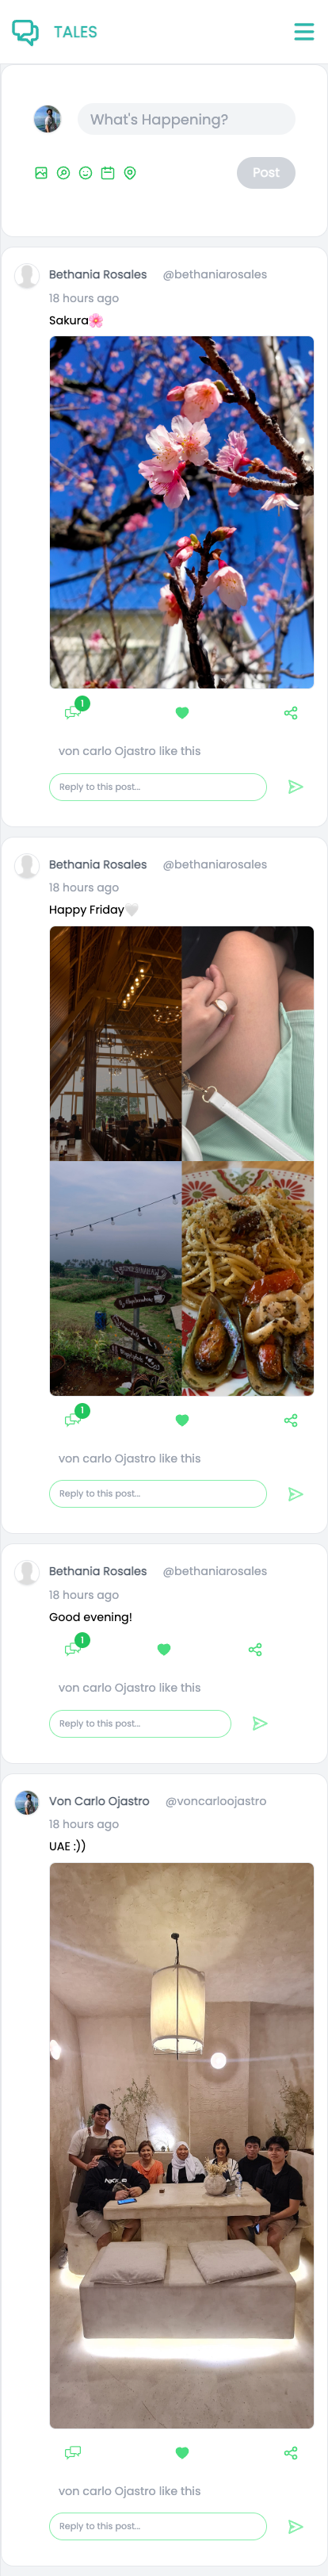 TALES
What's Happening?
Post
Bethania Rosales @bethaniarosales
18 hours ago
Sakura🌸
1
von carlo Ojastro like this
Reply to this post...
Bethania Rosales @bethaniarosales
18 hours ago
Happy Friday🤍
1
von carlo Ojastro like this
Reply to this post...
Bethania Rosales @bethaniarosales
18 hours ago
Good evening!
1
von carlo Ojastro like this
Reply to this post...
Von Carlo Ojastro @voncarloojastro
18 hours ago
UAE :))
von carlo Ojastro like this
Reply to this post...